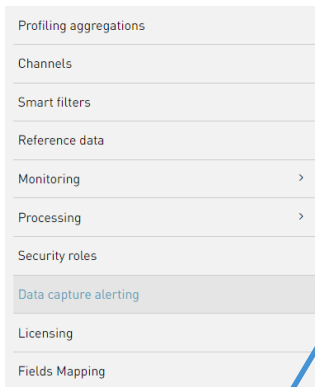 Profiling aggregations
Channels
Smart filters
Reference data
Monitoring
Processing
Security roles
Data capture alerting
Licensing
Fields Mapping